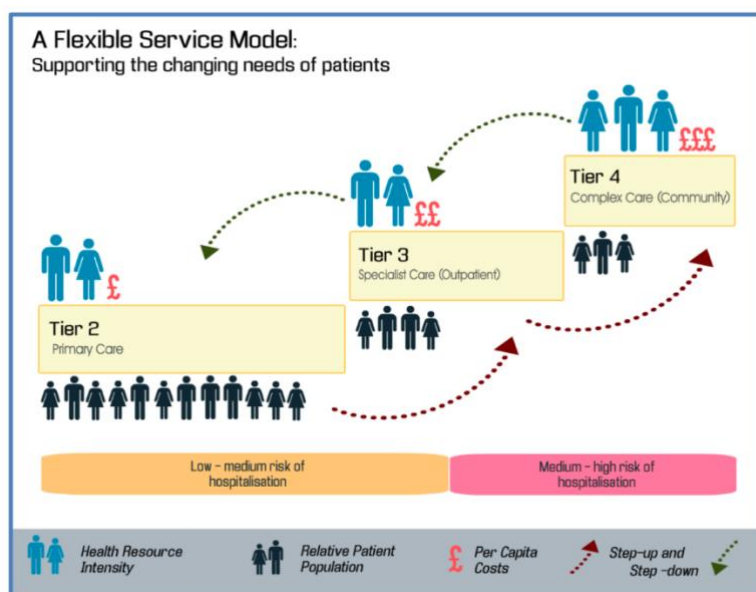 A Flexible Service Model:
Supporting the changing needs of patients
£££
Tier 4
Complex Care (Community)
££
Tier 3
Specialist Care (Outpatient)
£
Tier 2
Primary Care
Low - medium risk of
hospitalisation
Medium - high risk of
hospitalisation
Health Resource
Intensity
Relative Patient
Population
£
Per Capita
Costs
Step-up and
Step -down